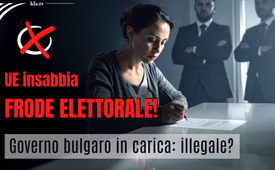 kla.tv
UE insabbia
FRODE ELETTORALE!
Governo bulgaro in carica: illegale?